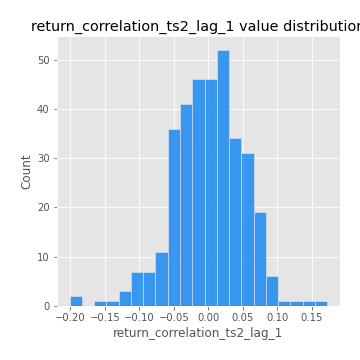 return_correlation_ts2_lag_1 value distribution
50
40
30
20
10
0
Count
−0.20 −0.15 −0.10 −0.05 0.00 0.05 0.10 0.15
return_correlation_ts2_lag_1